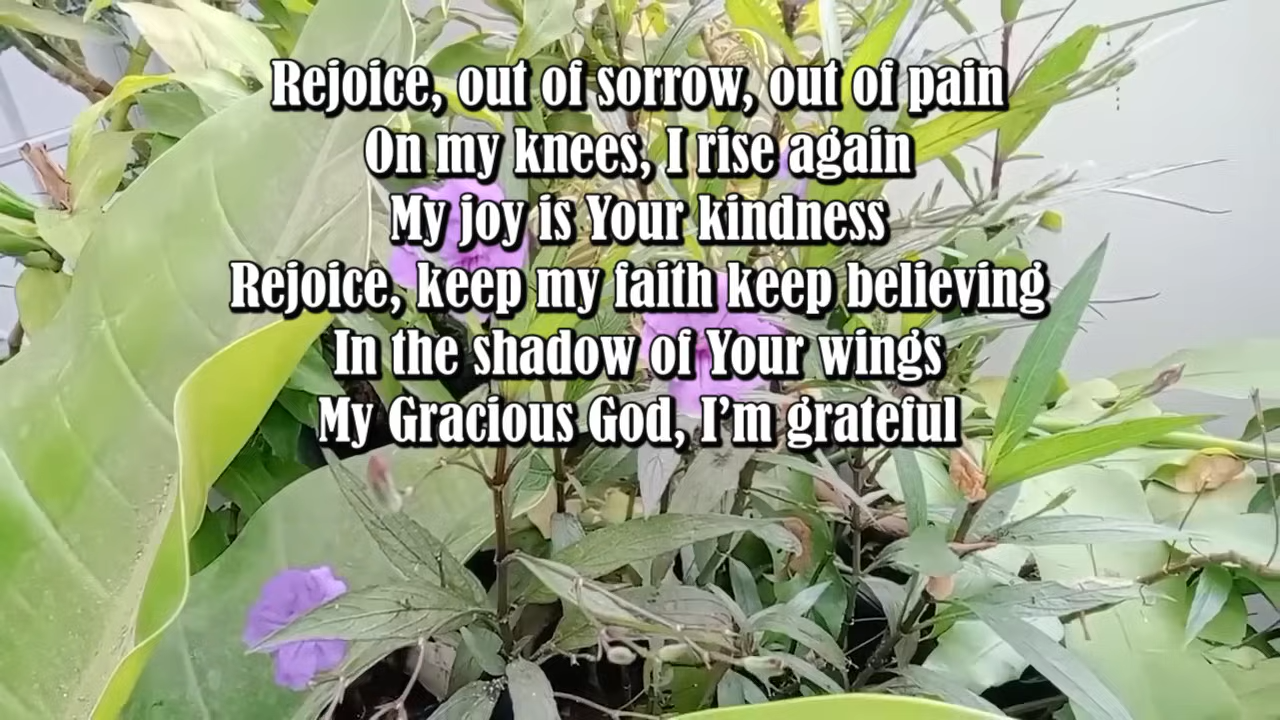 Rejoice, out of sorrow, out of pain
On my knees, I rise again
My joy is Your kindness
Rejoice, keep my faith keep believing
In the shadow of Your wings
My Gracious God, I’m grateful